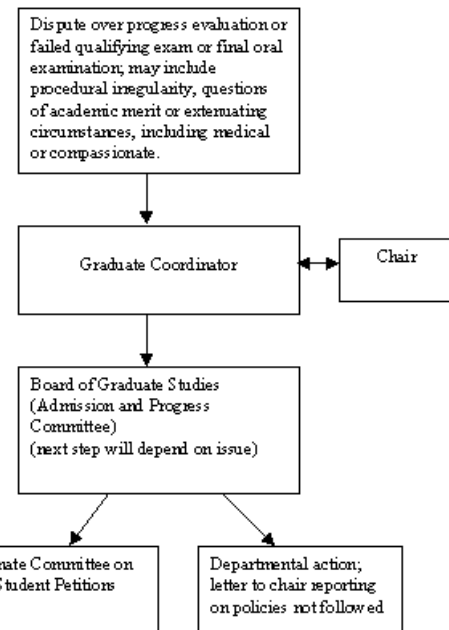 Dispute over progress evaluation or
failed qualifying exam or final oral
examination; may include
procedural irregularity, questions
of academic merit or extenuating
circumstances, including medical
or compassionate.
Graduate Coordinator
Chair
Board of Graduate Studies
(Admission and Progress
Committee)
(next step will depend on issue)
Committee on
Student Petitions
Departmental action;
letter to chair reporting
on policies not followed